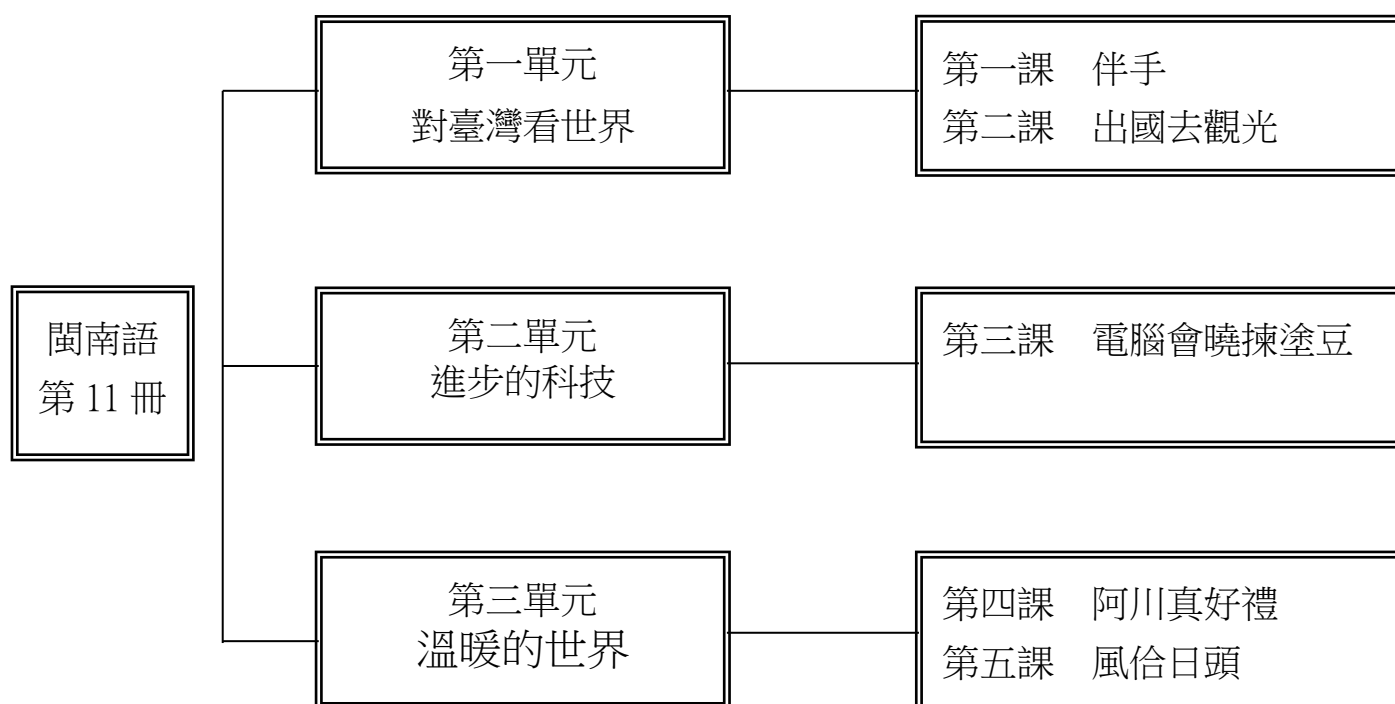 閩南語
第 11 冊
第一單元
對臺灣看世界
第一課　伴手
第二課　出國去觀光
第二單元
進步的科技
第三課　電腦會曉揀塗豆
第三單元
溫暖的世界
第四課　阿川真好禮
第五課　風佮日頭